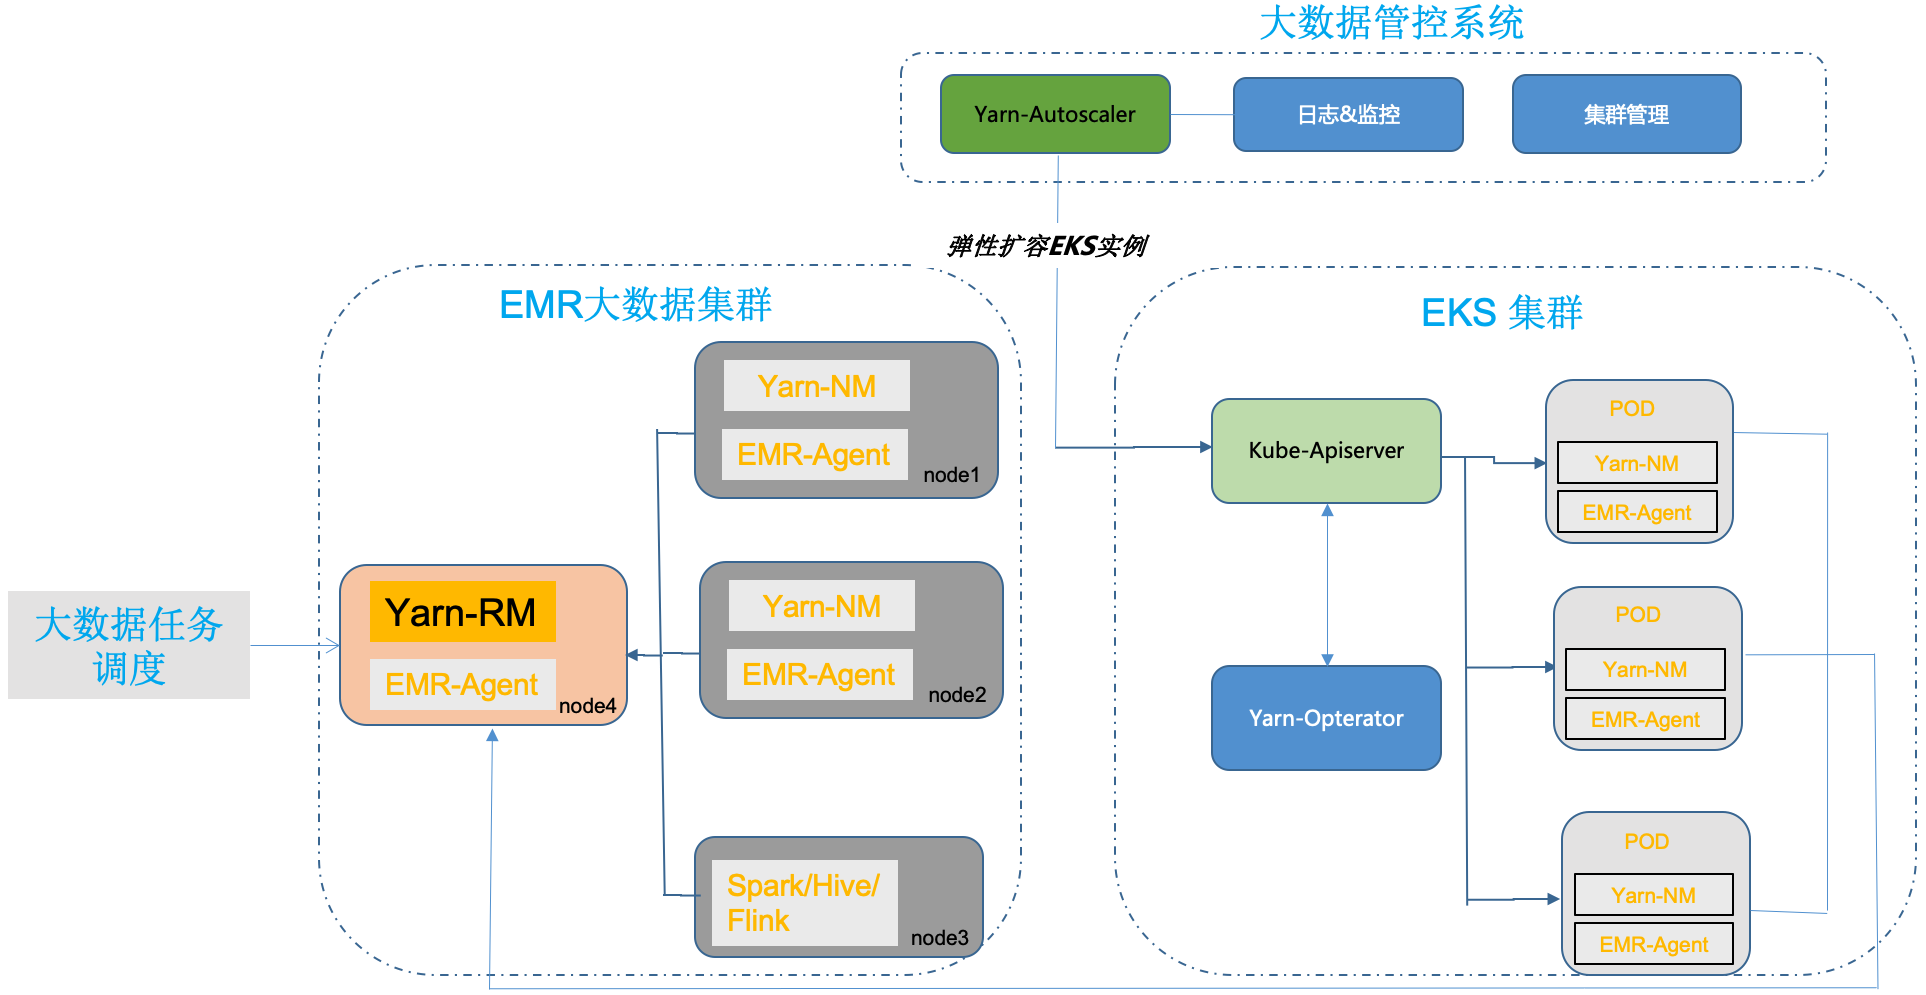 大数据管控系统
Yarn-Autoscaler
日志&监控
集群管理
弹性扩容EKS实例
EMR大数据集群
Yarn-NM
EMR-Agent
node1
Yarn-NM
EMR-Agent
node2
Spark/Hive/
Flink
node3
Yarn-RM
EMR-Agent
node4
大数据任务
调度
EKS 集群
Kube-Apiserver
Yarn-Opterator
POD
Yarn-NM
EMR-Agent
POD
Yarn-NM
EMR-Agent
POD
Yarn-NM
EMR-Agent